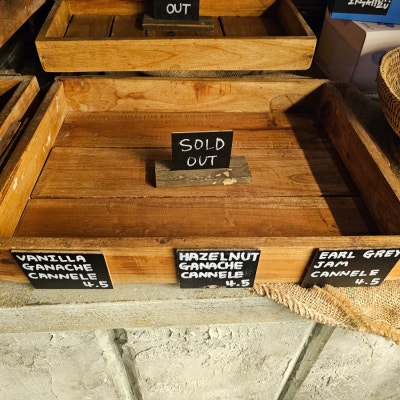 OUT
SOLD
OUT
VANILLA
GANACHE
CANNELE
4.5
HAZELNUT
GANACHE
CANNELE
4.5
EARL GREY
JAM
CANNELE
4.5